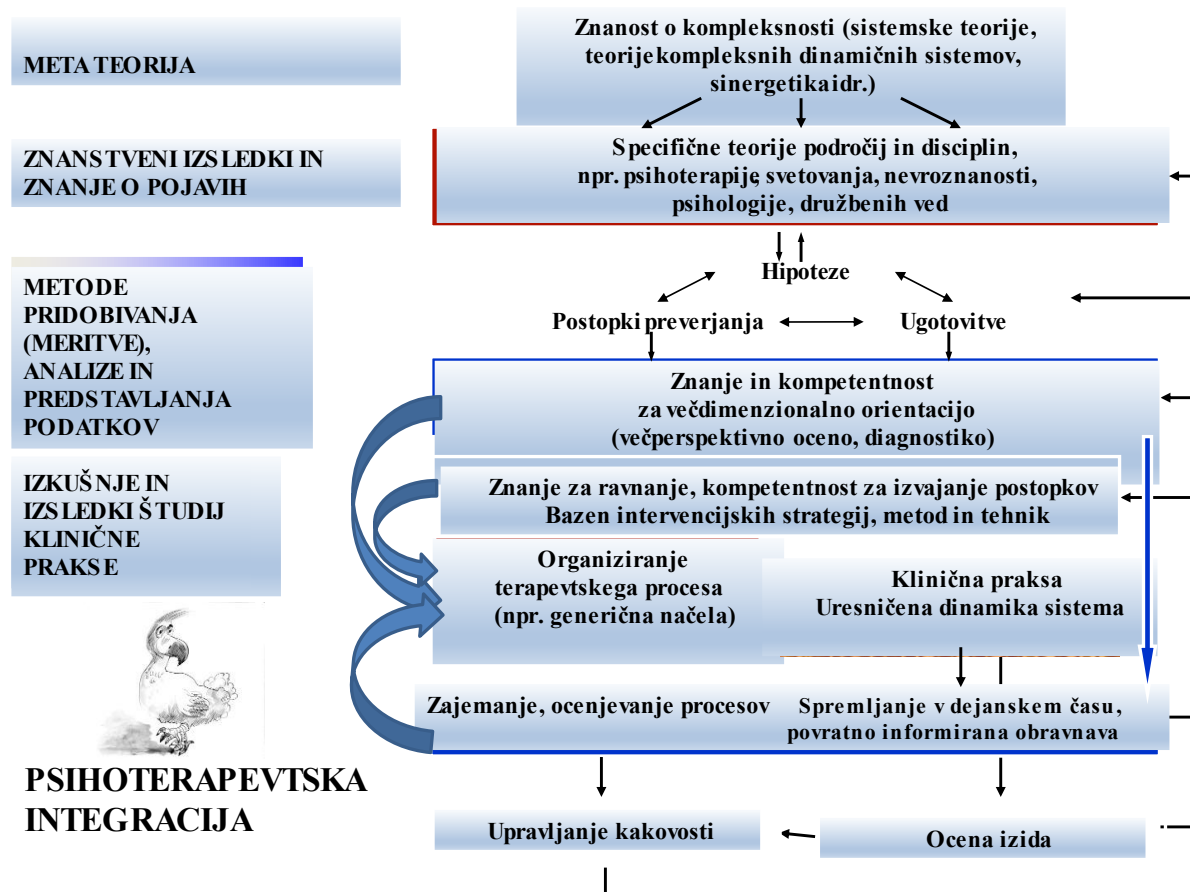 META TEORIJA
Znanost o kompleksnosti (sistemske teorije,
teorije kompleksnih dinamičnih sistemov,
sinergetika idr.)
ZNANSTVENI IZSLEDKI IN
ZNANJE O POJAVIH
Specifične teorije področij in disciplin,
npr. psihoterapije, svetovanja, nevroznanosti,
psihologije, družbenih ved
METODE
PRIDOBIVANJA
(MERITVE),
ANALIZE IN
PREDSTAVLJANJA
PODATKOV
Hipoteze
Postopki preverjanja
Ugotovitve
Znanje in kompetentnost
za večdimenzionalno orientacijo
(večperspektivno oceno, diagnostiko)
IZKUŠNJE IN
IZSLEDKI ŠTUDIJ
KLINIČNE
PRAKSE
Znanje za ravnanje, kompetentnost za izvajanje postopkov
Bazen intervencijskih strategij, metod in tehnik
Organiziranje
terapevtskega procesa
(npr. generična načela)
Klinična praksa
Uresničena dinamika sistema
Zajemanje, ocenjevanje procesov
Spremljanje v dejanskem času,
povratno informirana obravnava
PSIHOTERAPEVTSKA
INTEGRACIJA
Upravljanje kakovosti
Ocena izida